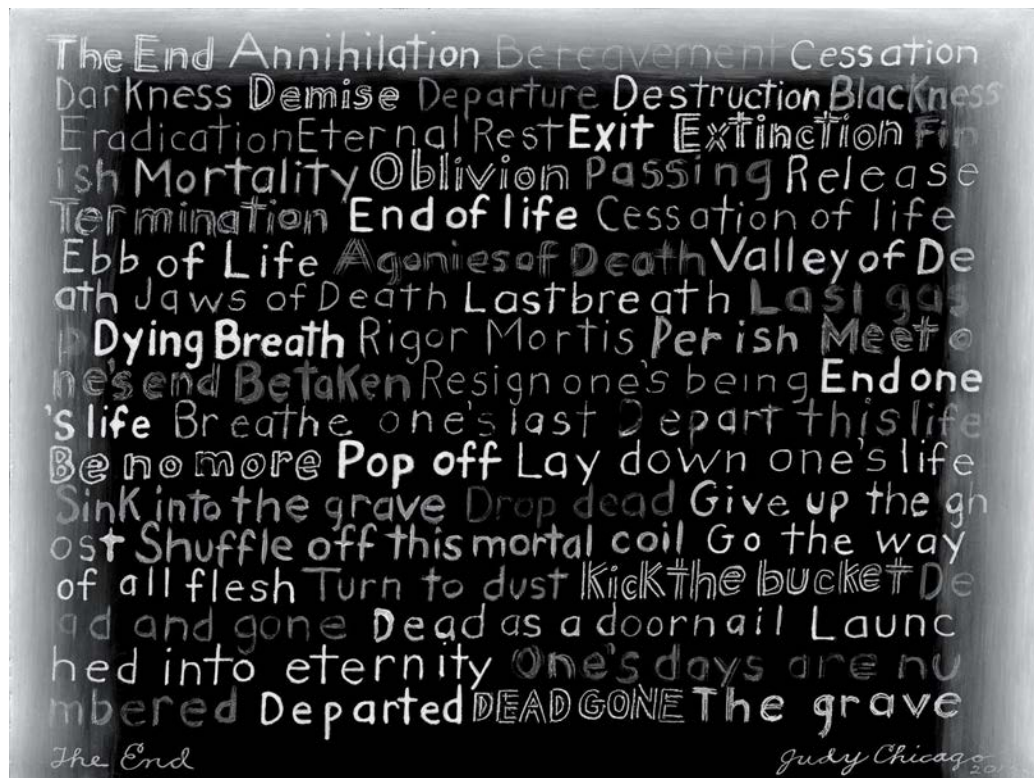 The End Annihilation Bereavement Cessation
Darkness Demise Departure Destruction Blackness
Eradication Eternal Rest Exit Extinction Fin
ish Mortality Oblivion Passing Release
Termination End of life Cessation of life
Ebb of Life Agonies of Death Valley of De
ath Jaws of Death Last breath Last gas
p Dying Breath Rigor Mortis Perish Meet o
ne's end Be taken Resign one's being End one
's life Breathe one's last Depart this life
Be no more Pop off Lay down one's life
Sink into the grave Drop dead Give up the gh
ost Shuffle off this mortal coil Go the way
of all flesh Turn to dust Kick the bucket De
ad and gone Dead as a doornail Launc
hed into eternity One's days are nu
mbered Departed DEAD GONE The grave
The End Judy Chicago